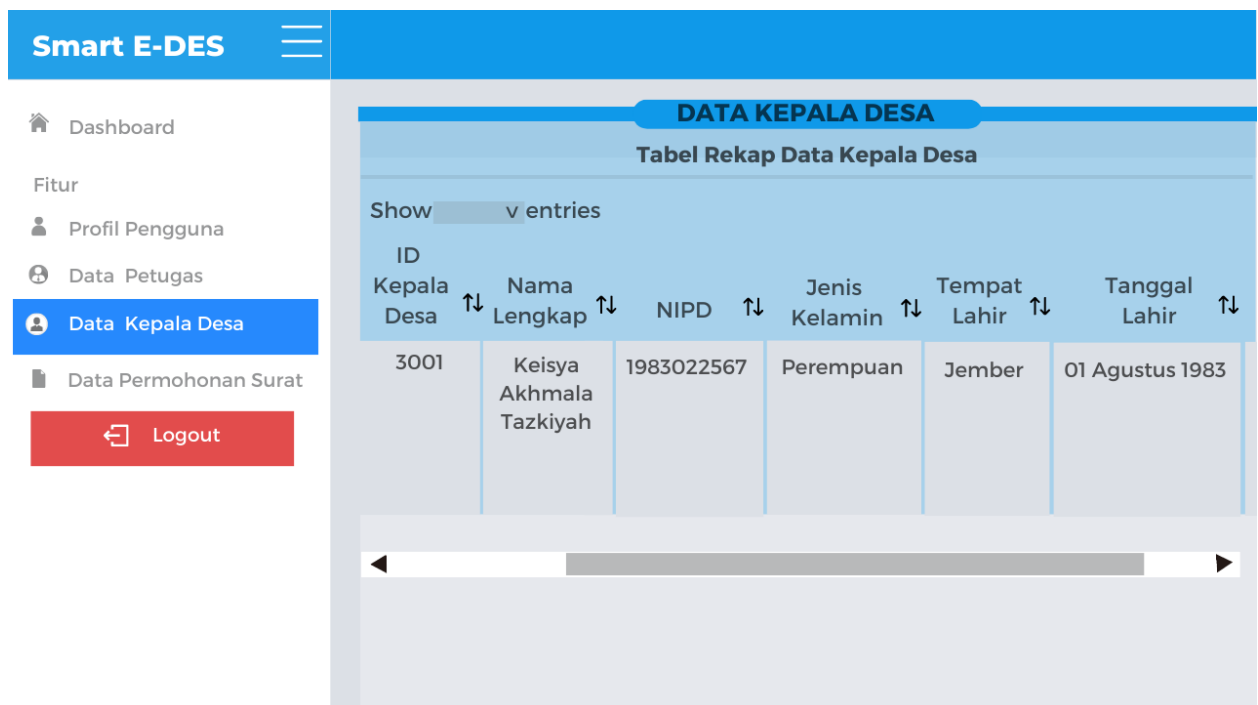 Smart E-DES
Dashboard
Fitur
Profil Pengguna
Data Petugas
Data Kepala Desa
Data Permohonan Surat
Logout
DATA KEPALA DESA
Tabel Rekap Data Kepala Desa
Show v entries
ID Kepala Desa
Nama Lengkap
NIPD
Jenis Kelamin
Tempat Lahir
Tanggal Lahir
3001
Keisya
Akhmala
Tazkiyah
1983022567
Perempuan
Jember
01 Agustus 1983